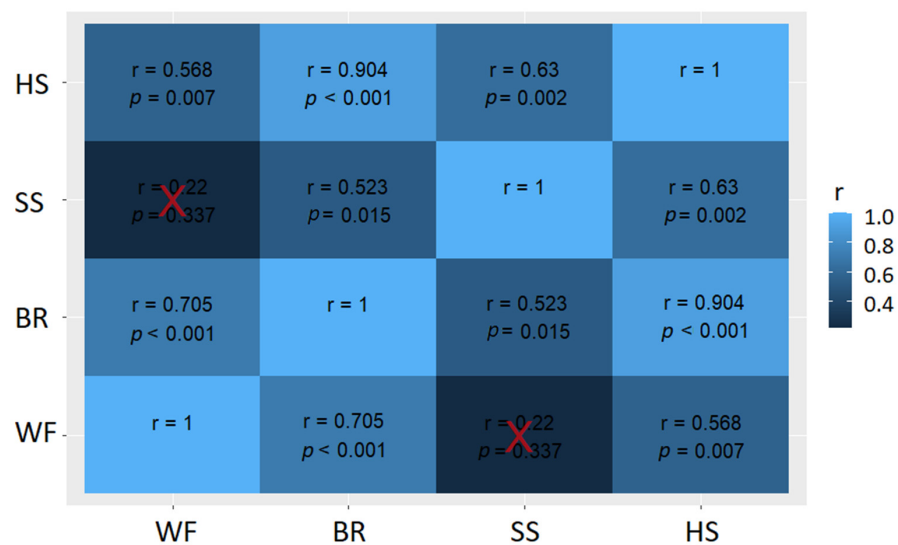 HS
r = 0.568
p = 0.007
r = 0.904
p < 0.001
r = 0.63
p = 0.002
r = 1
SS
r = 0.22
p = 0.337
r = 0.523
p = 0.015
r = 1
r = 0.63
p = 0.002
BR
r = 0.705
p < 0.001
r = 1
r = 0.523
p = 0.015
r = 0.904
p < 0.001
WF
r = 1
r = 0.705
p < 0.001
r = 0.22
p = 0.337
r = 0.568
p = 0.007
WF BR SS HS
r
1.0
0.8
0.6
0.4